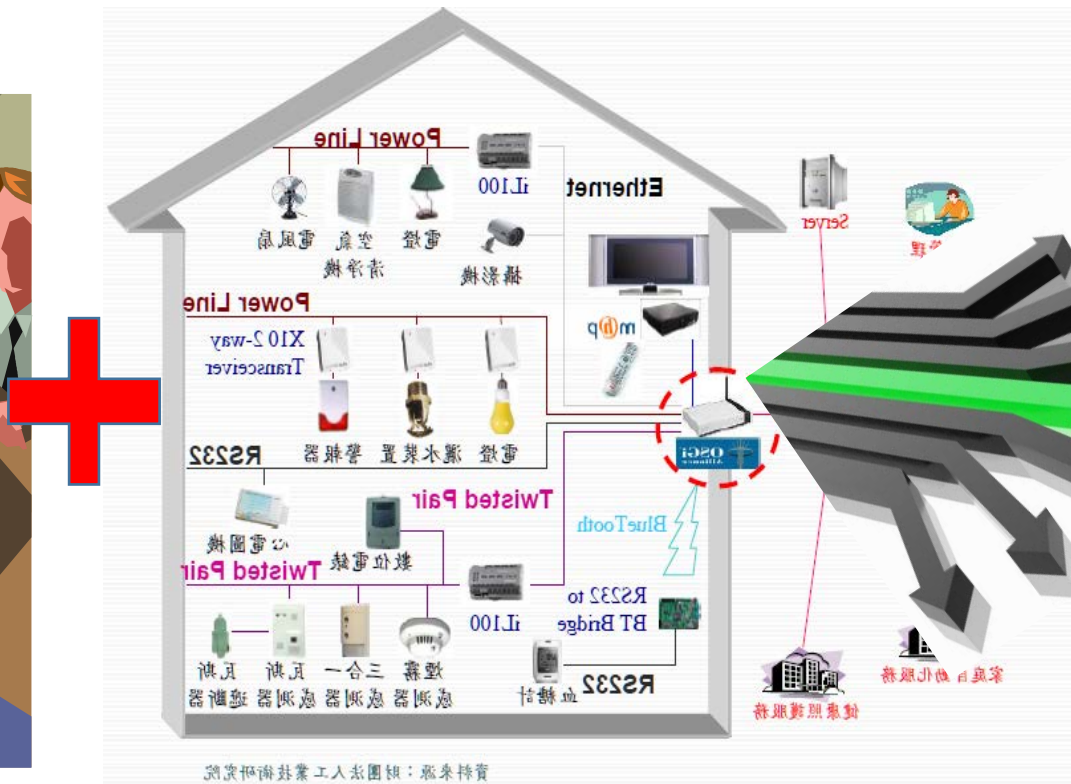 Power Line
iL100
Ethernet
電風扇
空氣
清淨機
電燈
攝影機
Server
理
Power Line
X10 2-way
Transceiver
mhp
警報器
灑水裝置
電燈
OSGi
Alliance
RS232
心電圖機
Twisted Pair
數位電錶
BlueTooth
Twisted Pair
iL100
RS232 to
BT Bridge
瓦斯
遮斷器
瓦斯
感測器
三合一
感測器
煙霧
感測器
血糖計
RS232
家庭自動化服務
健康照護服務
資料來源：財團法人工業技術研究院